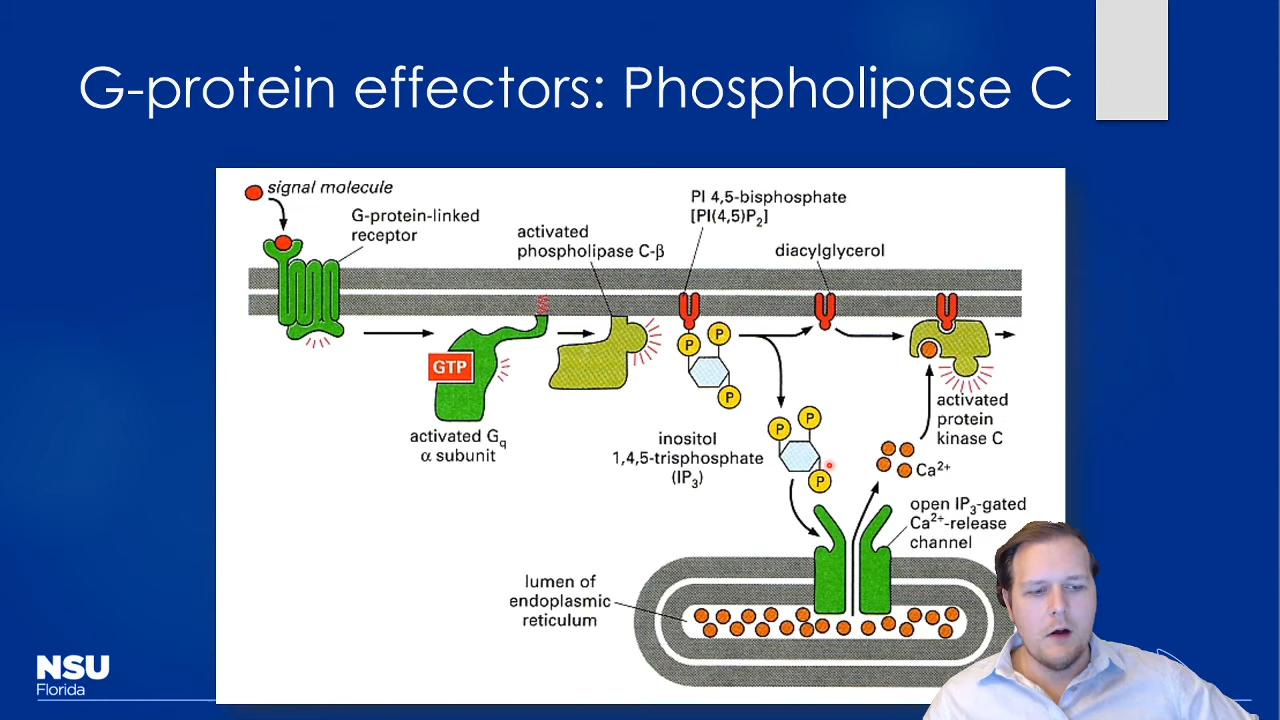 G-protein effectors: Phospholipase C
signal molecule
G-protein-linked
receptor
activated
phospholipase C-β
PI 4,5-bisphosphate
[PI(4,5)P₂]
diacylglycerol
GTP
P
P
P
activated Gq
α subunit
inositol
1,4,5-trisphosphate
(IP₃)
P
P
P
activated
protein
kinase C
Ca²⁺
open IP₃-gated
Ca²⁺-release
channel
lumen of
endoplasmic
reticulum
NSU
Florida